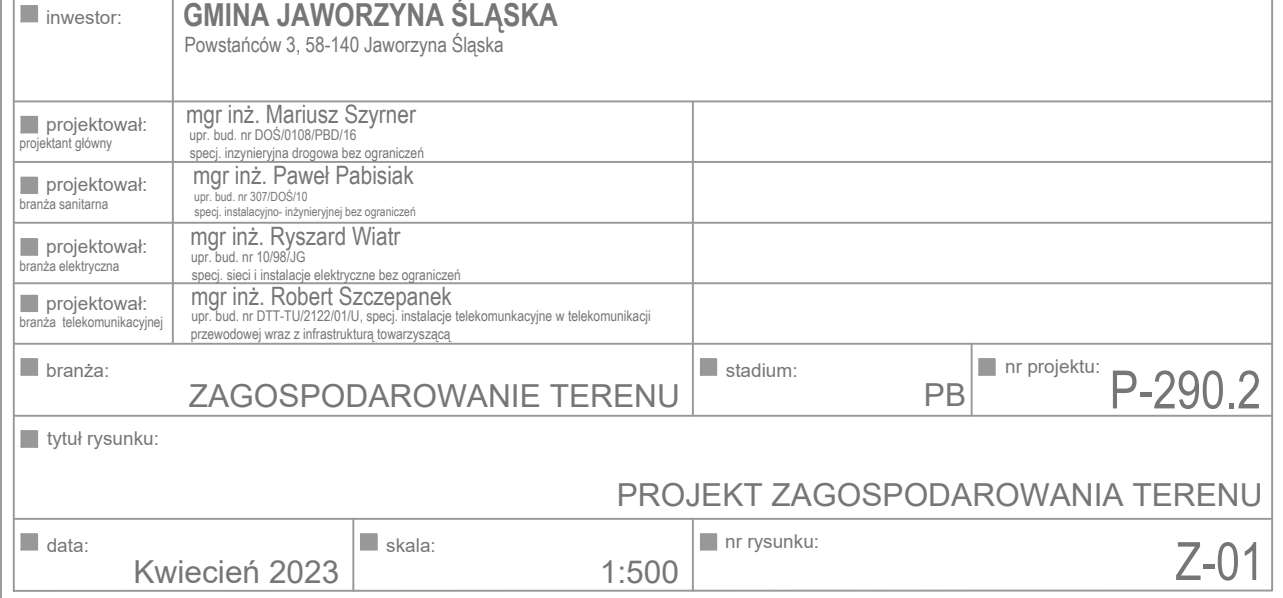 inwestor:
GMINA JAWORZYNA ŚLĄSKA
Powstańców 3, 58-140 Jaworzyna Śląska
projektował:
projektant główny
mgr inż. Mariusz Szyrner
upr. bud. nr DOŚ/0108/PBD/16
specj. inzynieryjna drogowa bez ograniczeń
projektował:
branża sanitarna
mgr inż. Paweł Pabisiak
upr. bud. nr 307/DOŚ/10
specj. instalacyjno- inżynieryjnej bez ograniczeń
projektował:
branża elektryczna
mgr inż. Ryszard Wiatr
upr. bud. nr 10/98/JG
specj. sieci i instalacje elektryczne bez ograniczeń
projektował:
branża telekomunikacyjnej
mgr inż. Robert Szczepanek
upr. bud. nr DTT-TU/2122/01/U, specj. instalacje telekomunkacyjne w telekomunikacji
przewodowej wraz z infrastrukturą towarzyszącą
branża:
ZAGOSPODAROWANIE TERENU
stadium:
PB
nr projektu:
P-290.2
tytuł rysunku:
PROJEKT ZAGOSPODAROWANIA TERENU
data:
Kwiecień 2023
skala:
1:500
nr rysunku:
Z-01